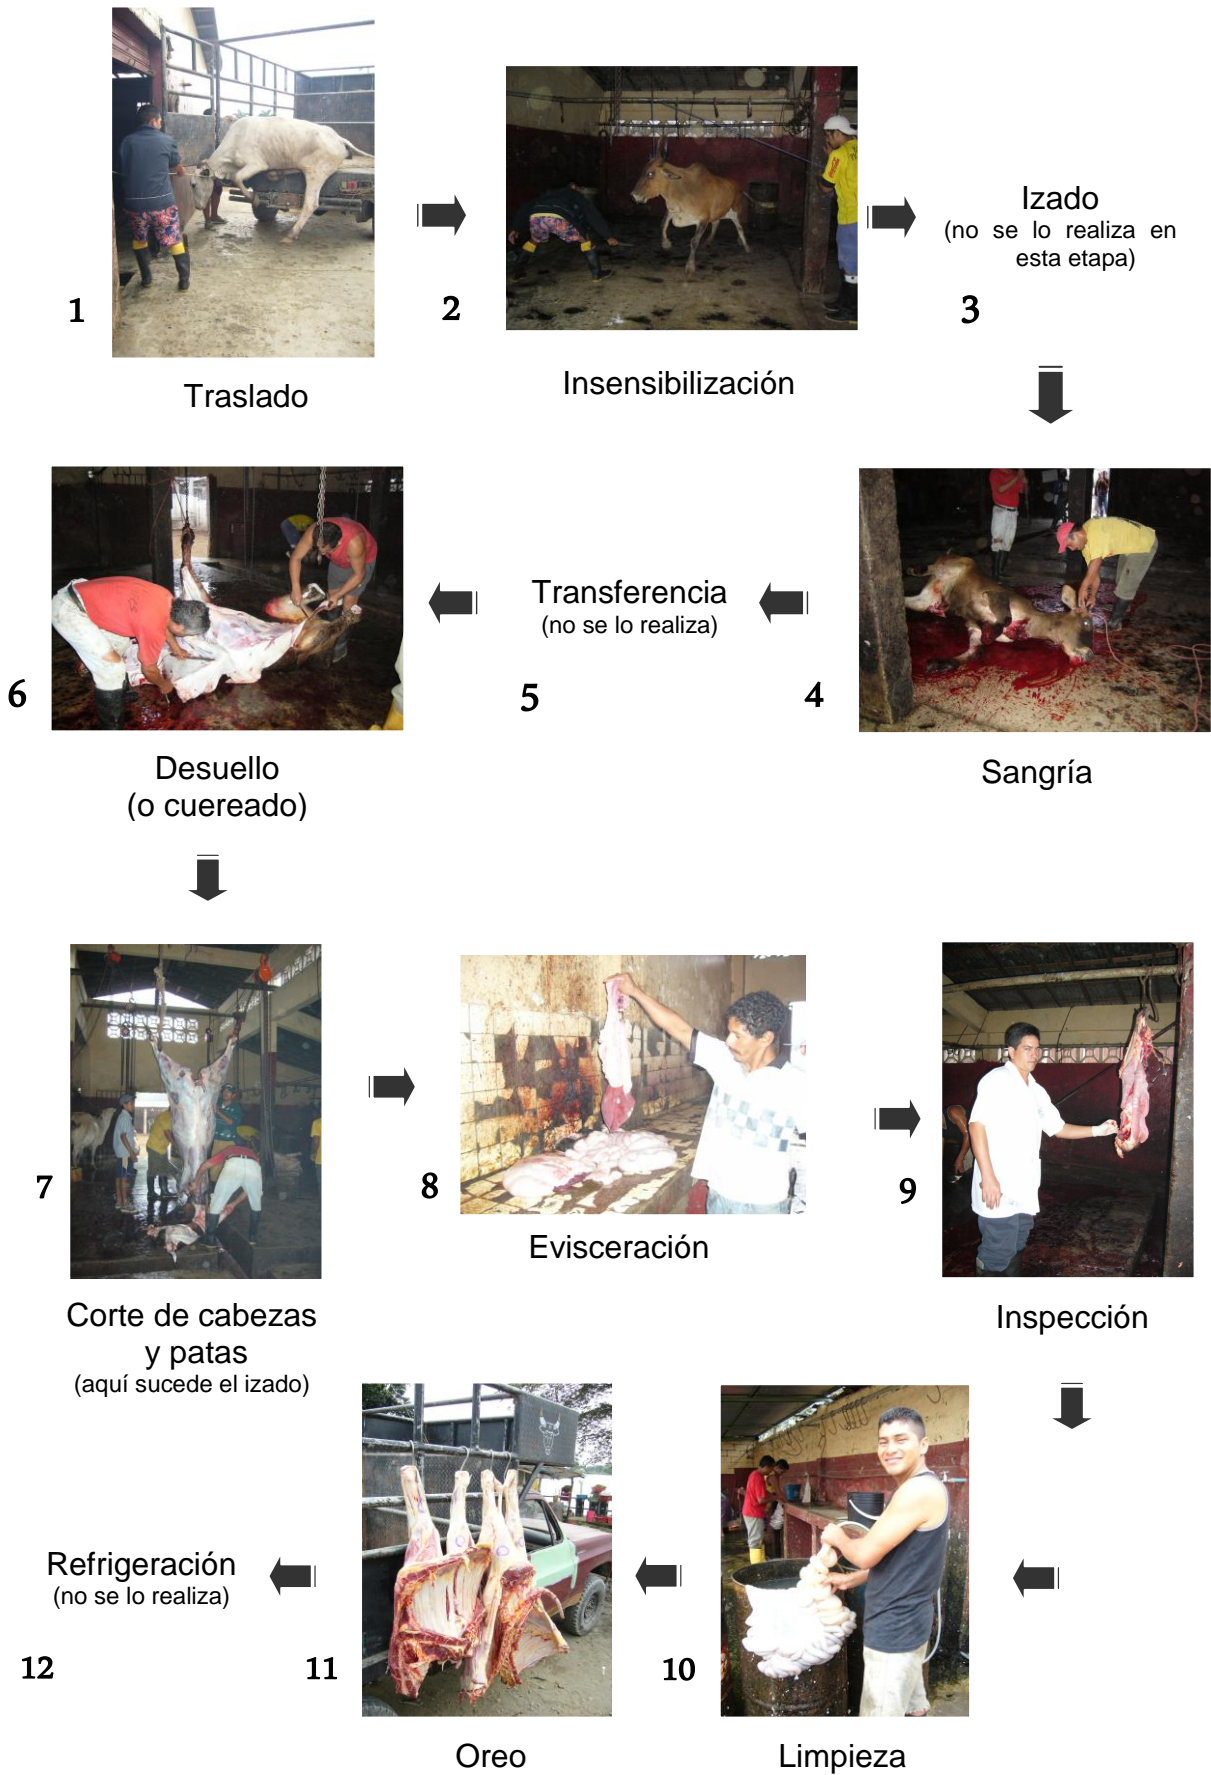 1
Traslado
2
Insensibilización
Izado
(no se lo realiza en
esta etapa)
3
Sangría
4
Transferencia
(no se lo realiza)
5
Desuello
(o cuereado)
6
Corte de cabezas
y patas
(aquí sucede el izado)
7
Evisceración
8
Inspección
9
Limpieza
10
Oreo
11
Refrigeración
(no se lo realiza)
12